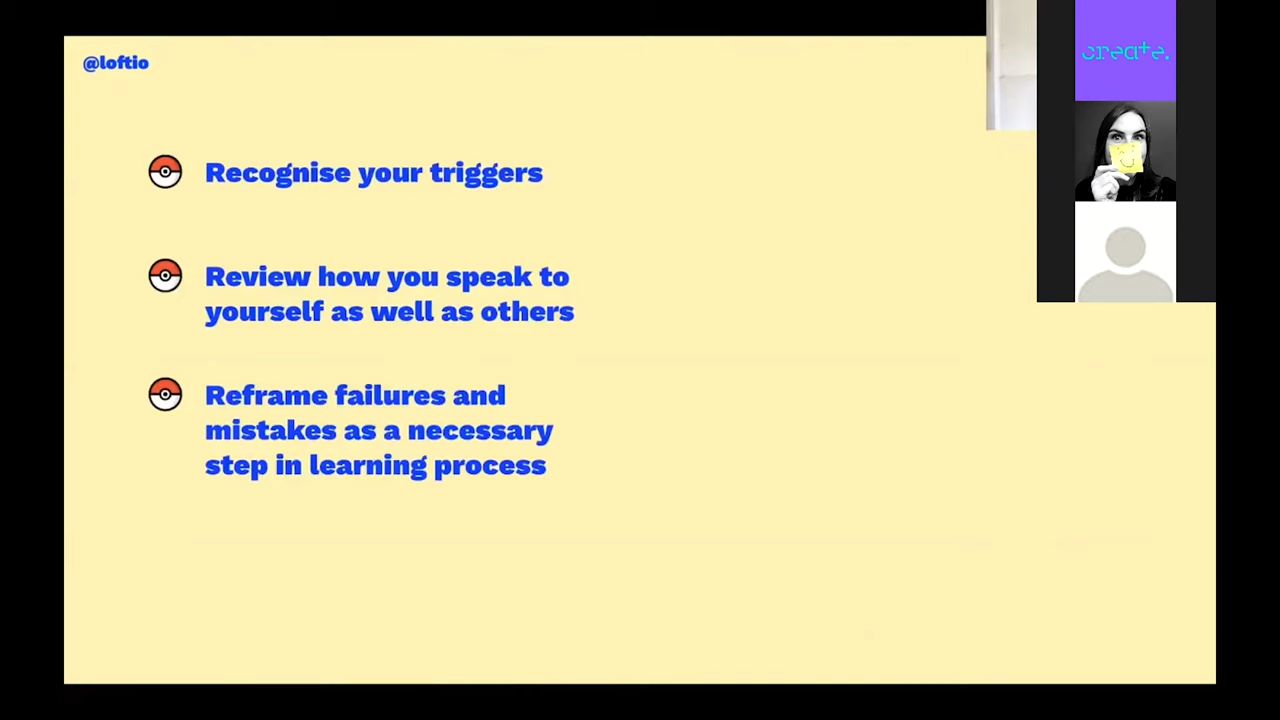 @loftio
create.
Recognise your triggers
Review how you speak to
yourself as well as others
Reframe failures and
mistakes as a necessary
step in learning process